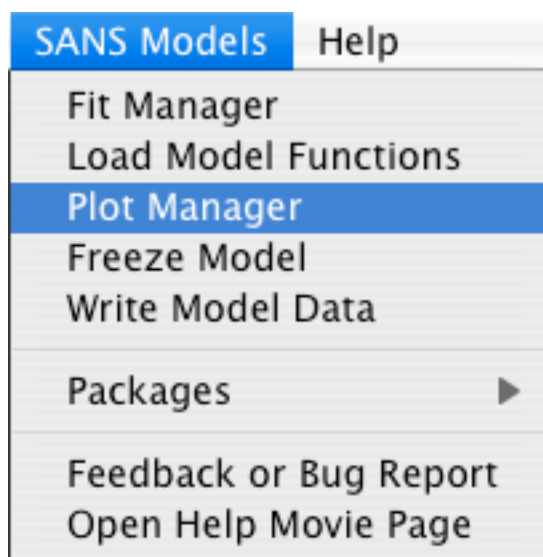 SANS Models Help
Fit Manager
Load Model Functions
Plot Manager
Freeze Model
Write Model Data
Packages
Feedback or Bug Report
Open Help Movie Page